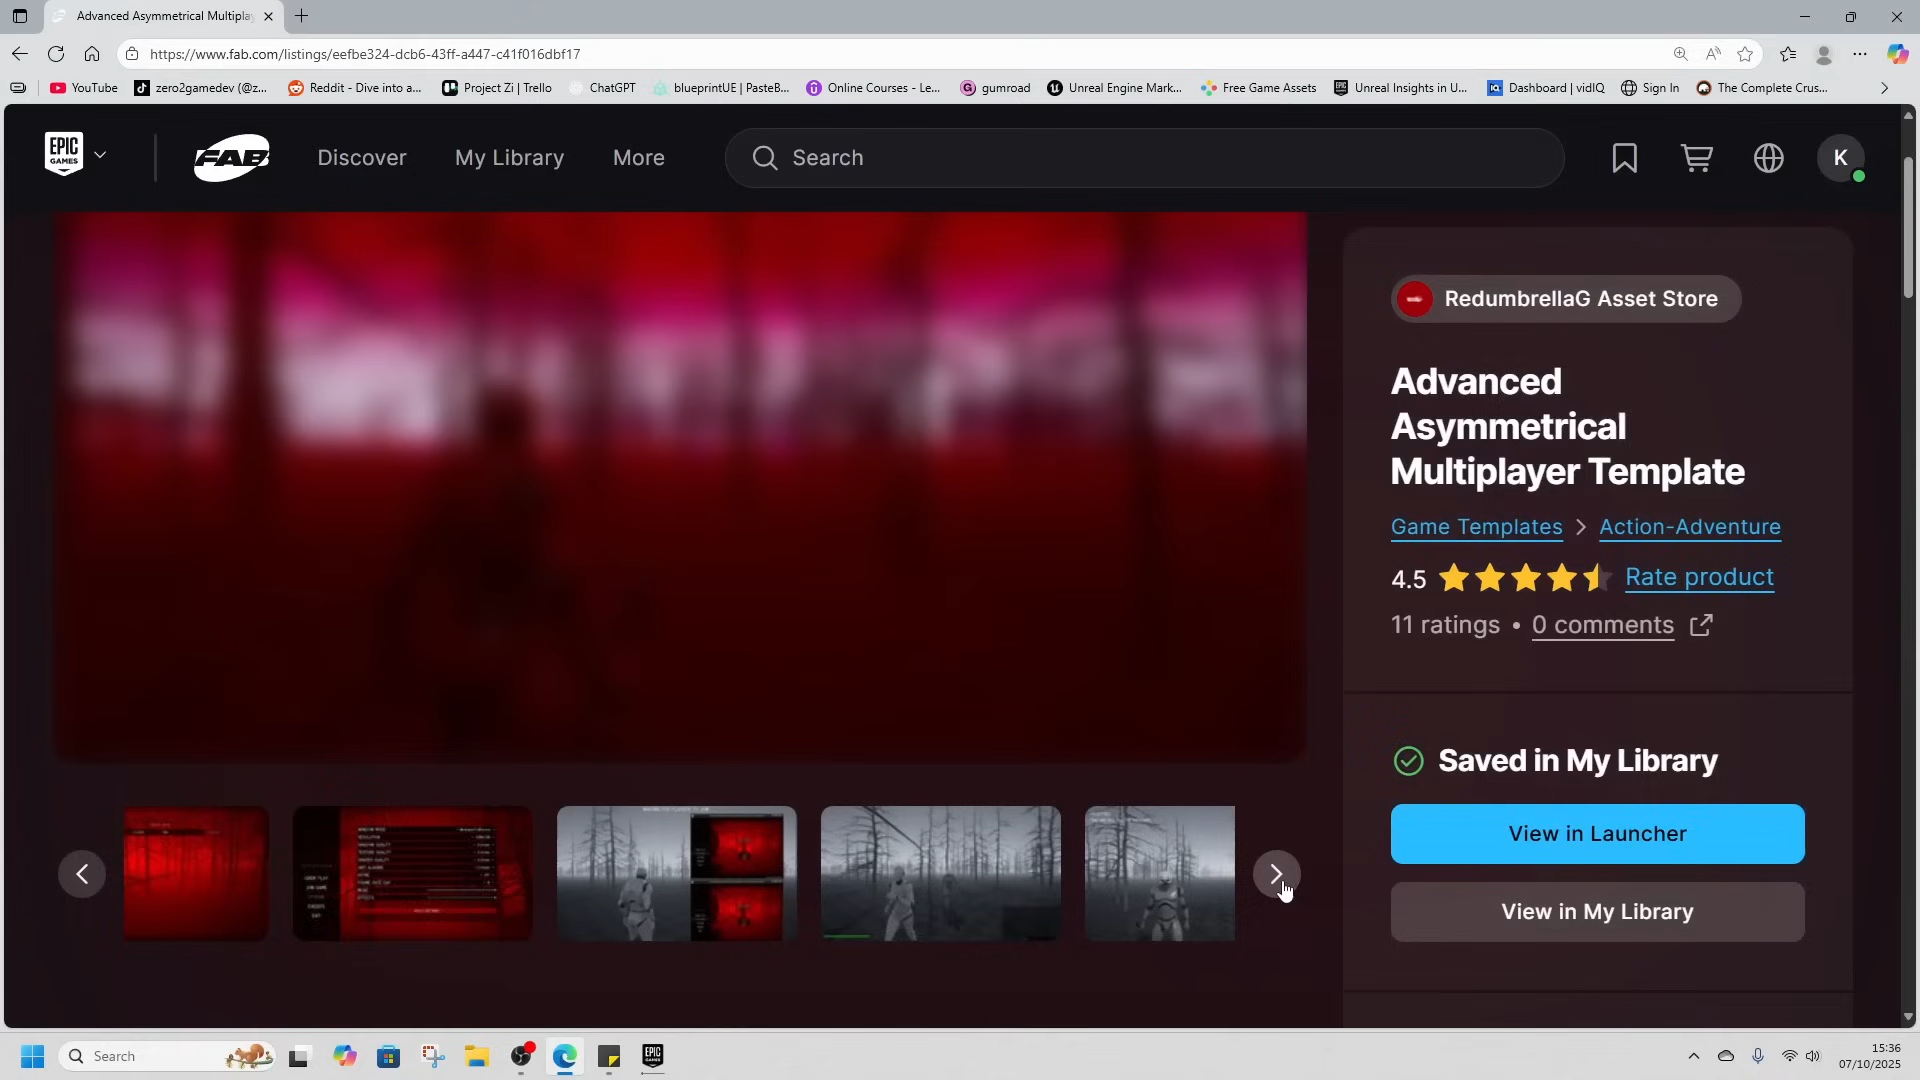 Advanced Asymmetrical Multipla
https://www.fab.com/listings/eefbe324-dcb6-43ff-a447-c41f016dbf17
YouTube
zero2gamedev (@z...
Reddit - Dive into a...
Project Zi | Trello
ChatGPT
blueprintUE | PasteB...
Online Courses - Le...
gumroad
Unreal Engine Mark...
Free Game Assets
Unreal Insights in U...
Dashboard | vidIQ
Sign In
The Complete Crus...
EPIC
GAMES
FAB
Discover
My Library
More
Search
K
RedumbrellaG Asset Store
Advanced
Asymmetrical
Multiplayer Template
Game Templates > Action-Adventure
4.5
Rate product
11 ratings • 0 comments
Saved in My Library
View in Launcher
View in My Library
Search
EPIC
GAMES
15:36
07/10/2025